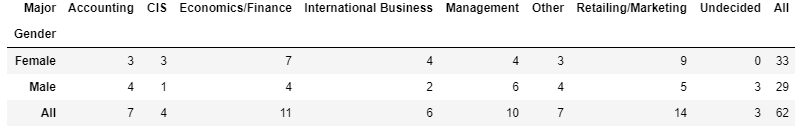 Major Accounting CIS Economics/Finance International Business Management Other Retailing/Marketing Undecided All
Gender
Female 3 3 7 4 4 3 9 0 33
Male 4 1 4 2 6 4 5 3 29
All 7 4 11 6 10 7 14 3 62